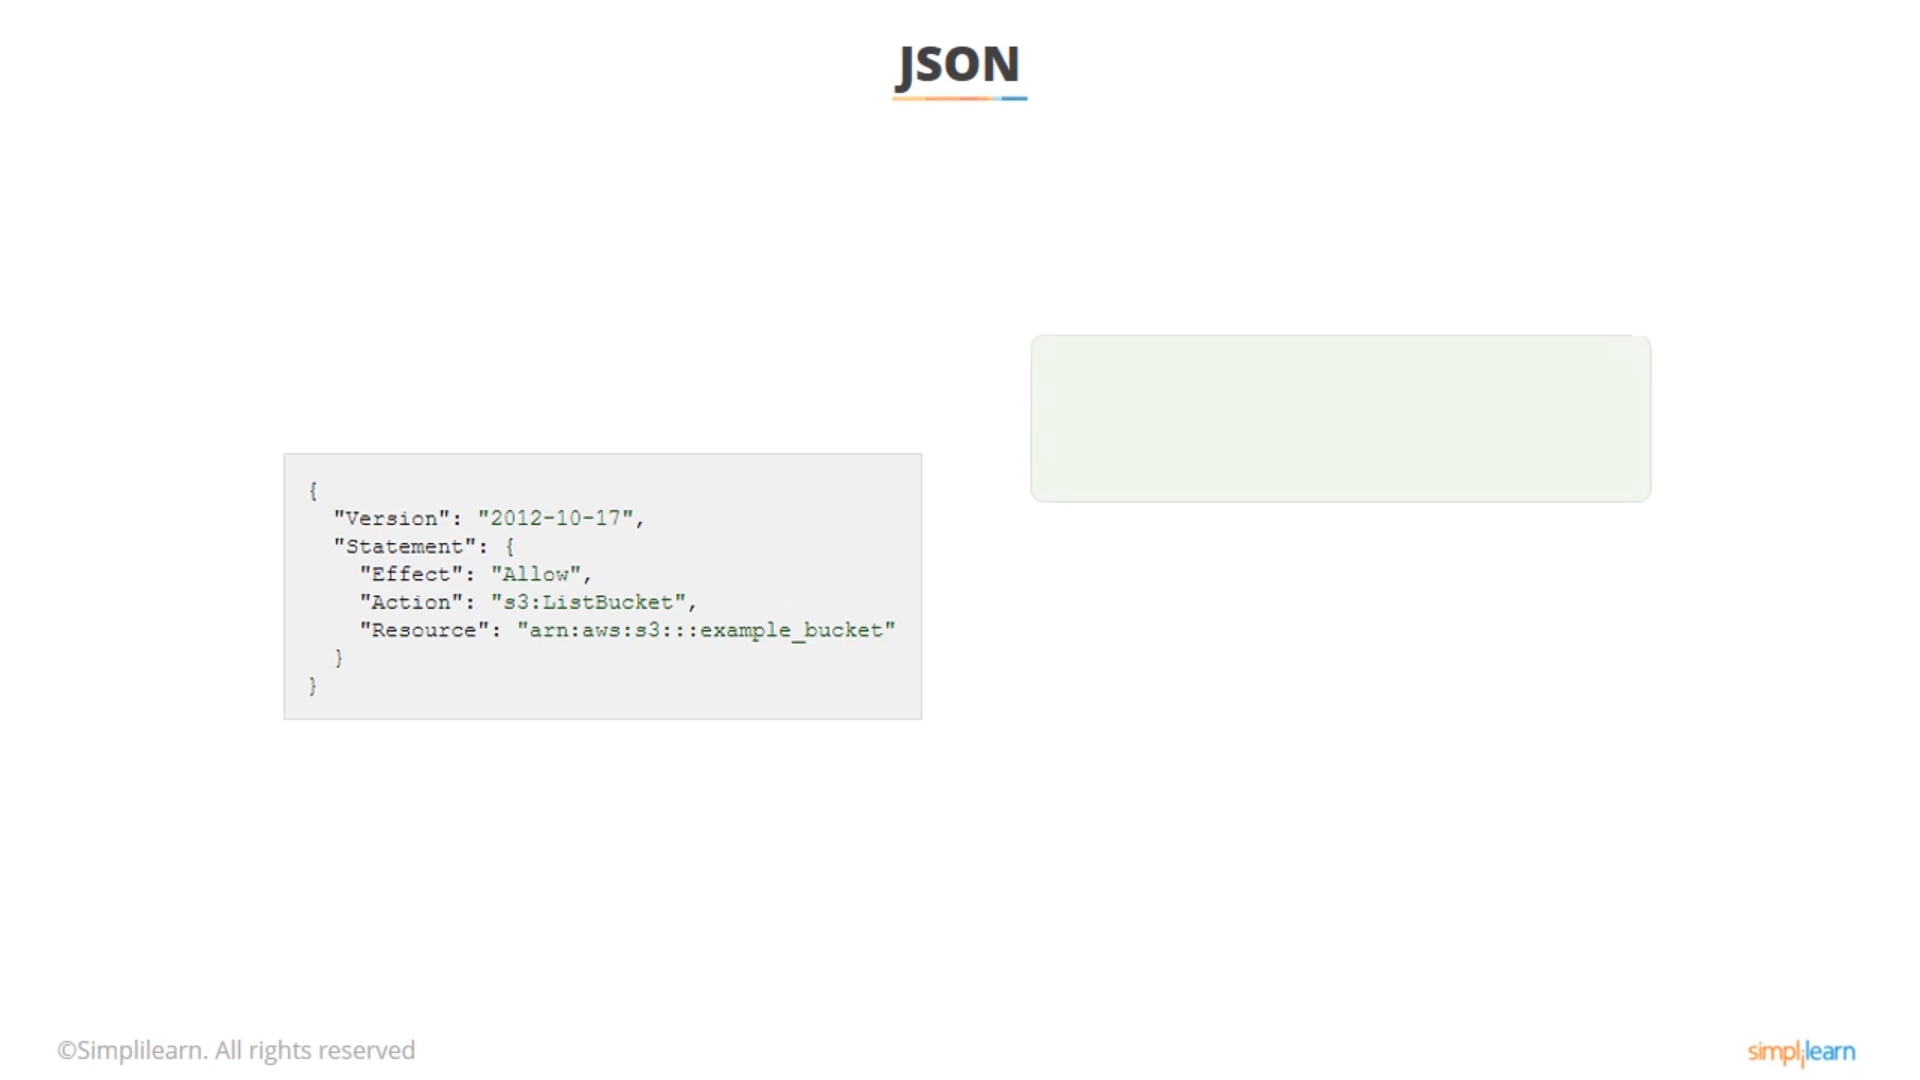 JSON
{
"Version": "2012-10-17",
"Statement": {
"Effect": "Allow",
"Action": "s3:ListBucket",
"Resource": "arn:aws:s3:::example_bucket"
}
}
©Simplilearn. All rights reserved
simplilearn